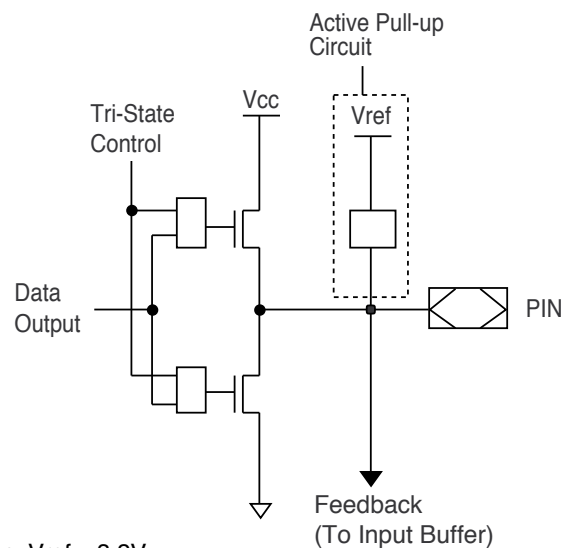 Active Pull-up
Circuit
Vcc
Vref
Tri-State
Control
Data
Output
PIN
Feedback
(To Input Buffer)